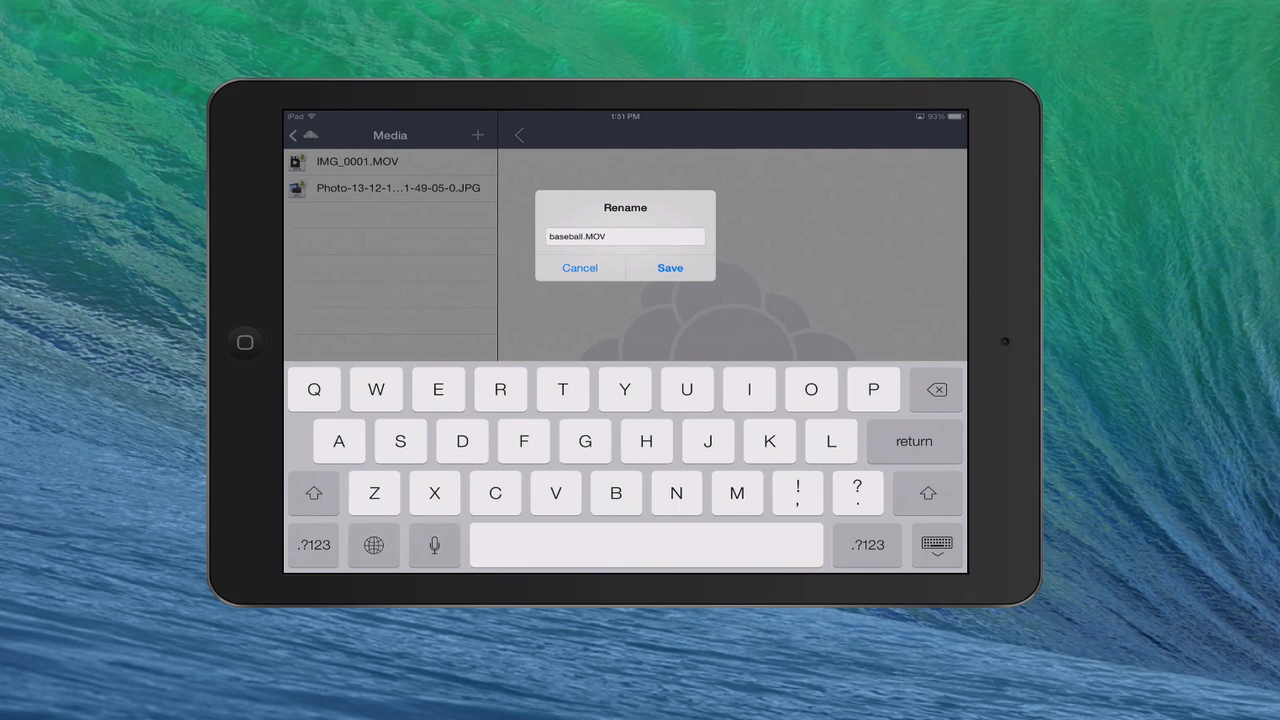 iPad 1:51 PM 93%
Media +
IMG_0001.MOV
Photo-13-12-1...1-49-05-0.JPG
Rename
baseball.MOV
Cancel Save
Q W E R T Y U I O P
A S D F G H J K L return
Z X C V B N M ! , ? .
.?123 .?123